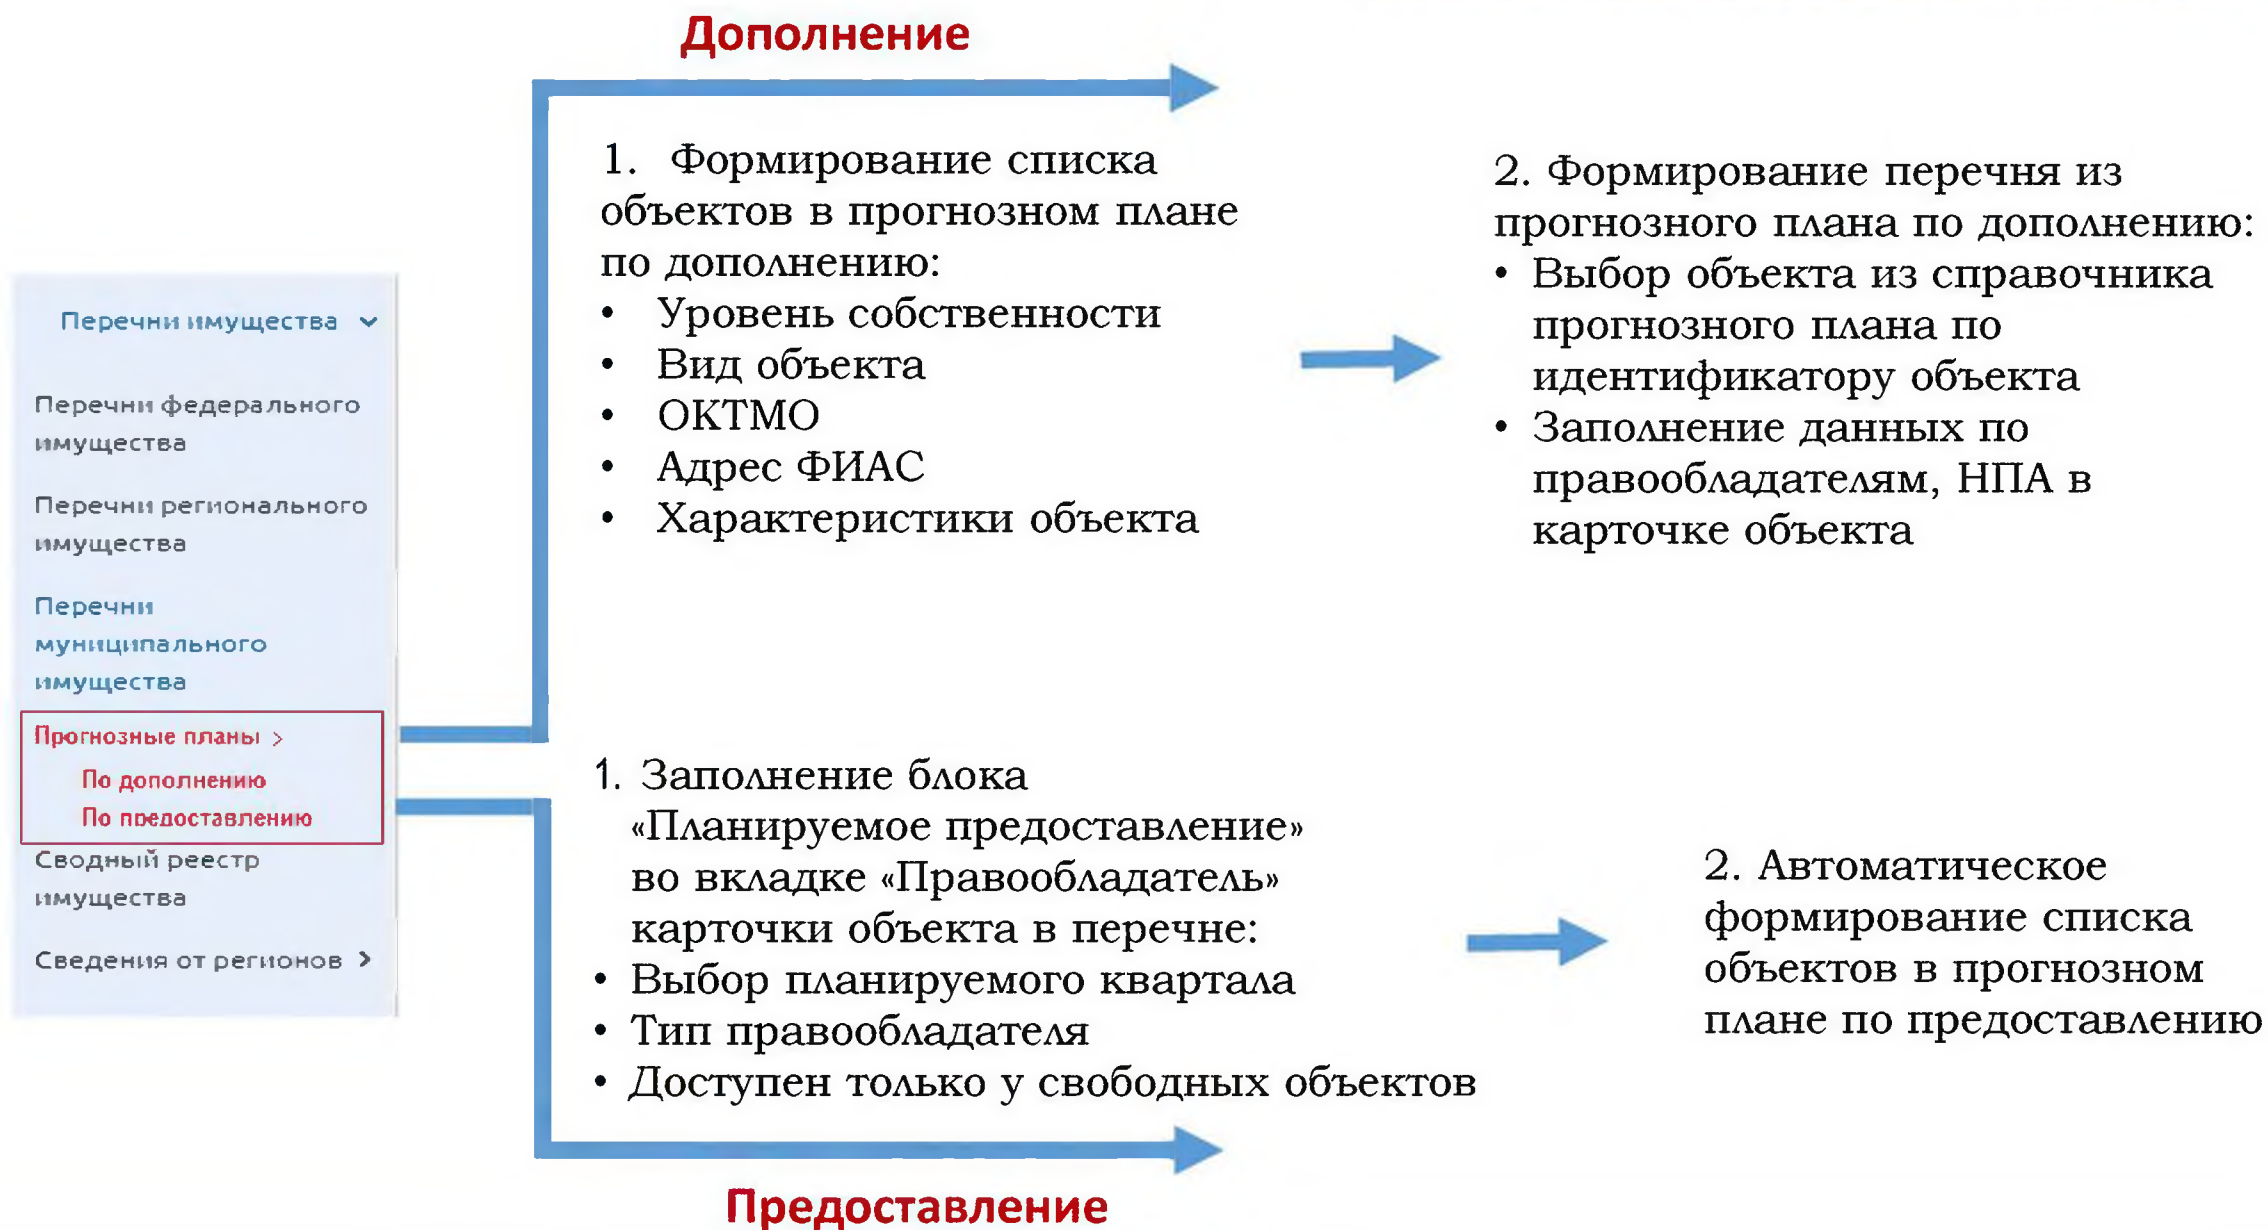 Дополнение
Перечни имущества
Перечни федерального
имущества
Перечни регионального
имущества
Перечни
муниципального
имущества
Прогнозные планы >
По дополнению
По предоставлению
Сводный реестр
имущества
Сведения от регионов >
1. Формирование списка
объектов в прогнозном плане
по дополнению:
• Уровень собственности
• Вид объекта
• ОКТМО
• Адрес ФИАС
• Характеристики объекта
2. Формирование перечня из
прогнозного плана по дополнению:
• Выбор объекта из справочника
прогнозного плана по
идентификатору объекта
• Заполнение данных по
правообладателям, НПА в
карточке объекта
1. Заполнение блока
«Планируемое предоставление»
во вкладке «Правообладатель»
карточки объекта в перечне:
• Выбор планируемого квартала
• Тип правообладателя
• Доступен только у свободных объектов
2. Автоматическое
формирование списка
объектов в прогнозном
плане по предоставлению
Предоставление